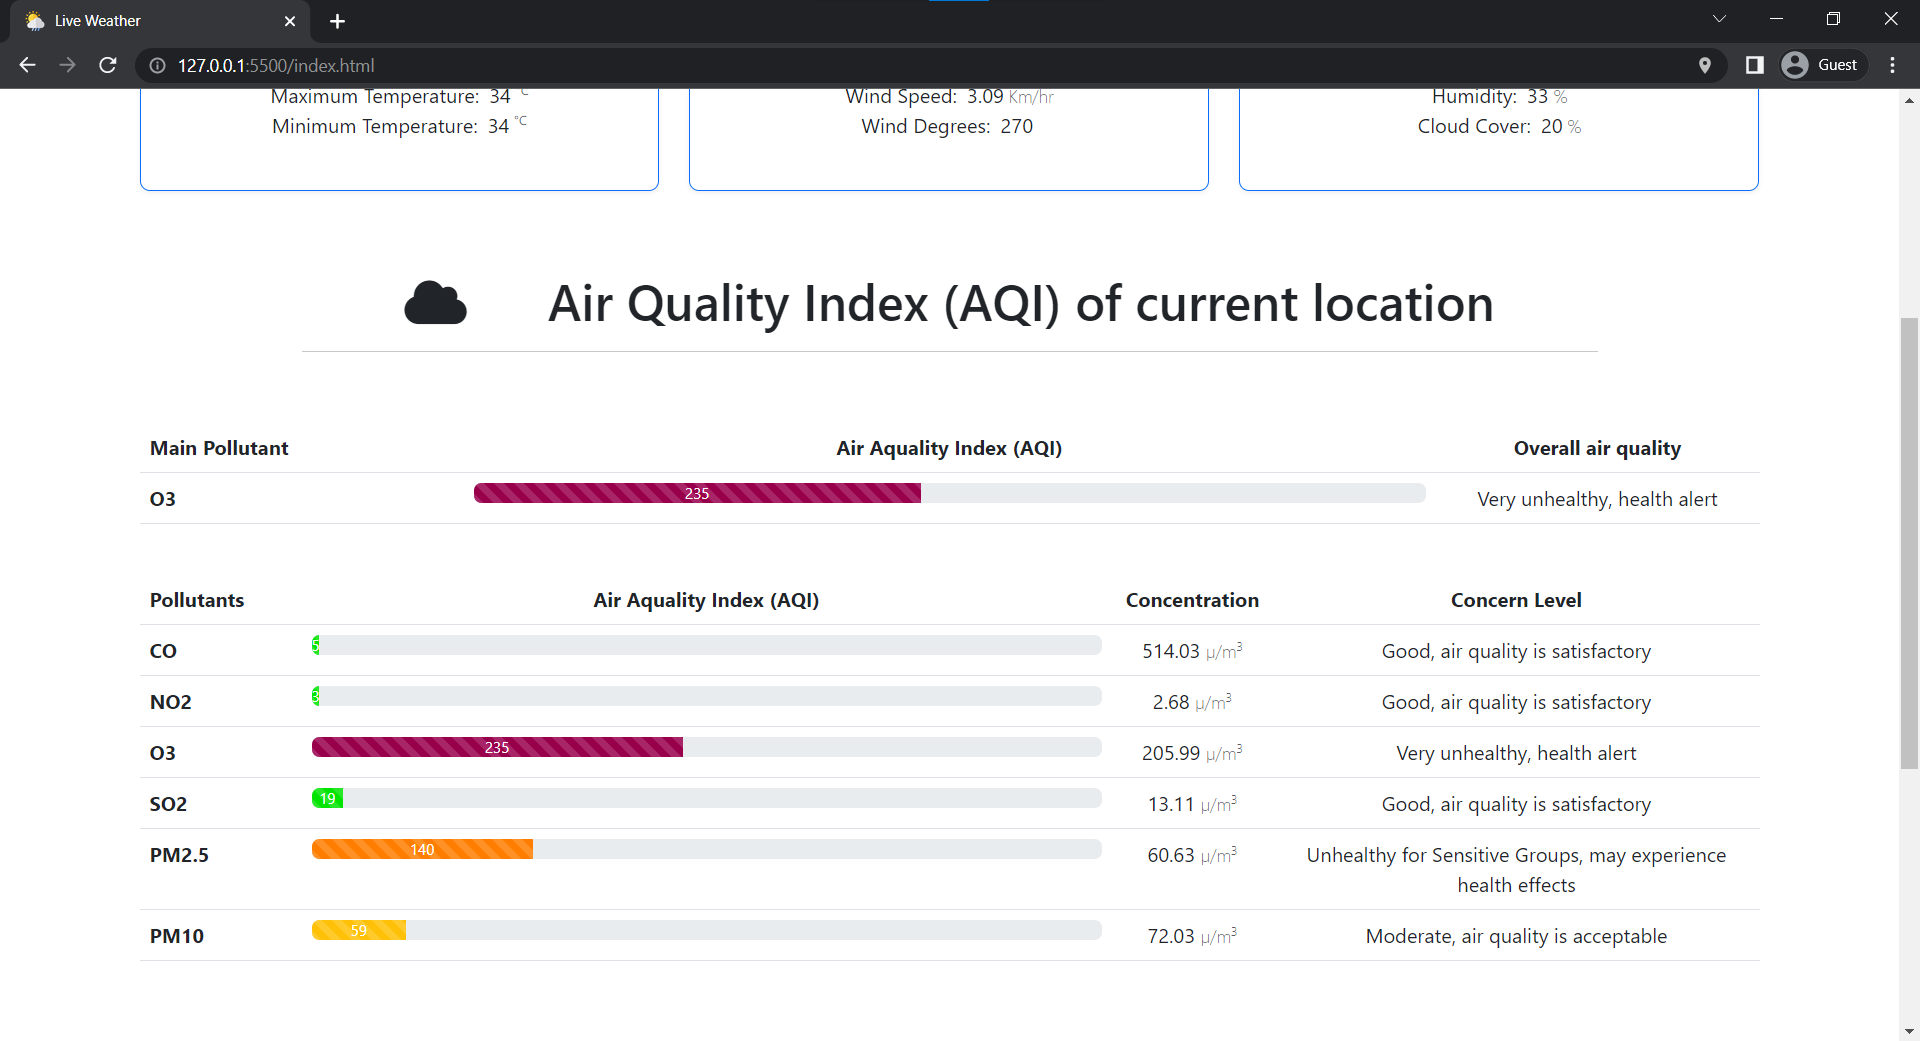 Live Weather
127.0.0.1:5500/index.html
Guest
Maximum Temperature: 34 °C
Wind Speed: 3.09 Km/hr
Humidity: 33 %
Minimum Temperature: 34 °C
Wind Degrees: 270
Cloud Cover: 20 %
Air Quality Index (AQI) of current location
Main Pollutant Air Aquality Index (AQI) Overall air quality
O3 235 Very unhealthy, health alert
Pollutants Air Aquality Index (AQI) Concentration Concern Level
CO 5 514.03 µ/m³ Good, air quality is satisfactory
NO2 3 2.68 µ/m³ Good, air quality is satisfactory
O3 235 205.99 µ/m³ Very unhealthy, health alert
SO2 19 13.11 µ/m³ Good, air quality is satisfactory
PM2.5 140 60.63 µ/m³ Unhealthy for Sensitive Groups, may experience
health effects
PM10 59 72.03 µ/m³ Moderate, air quality is acceptable